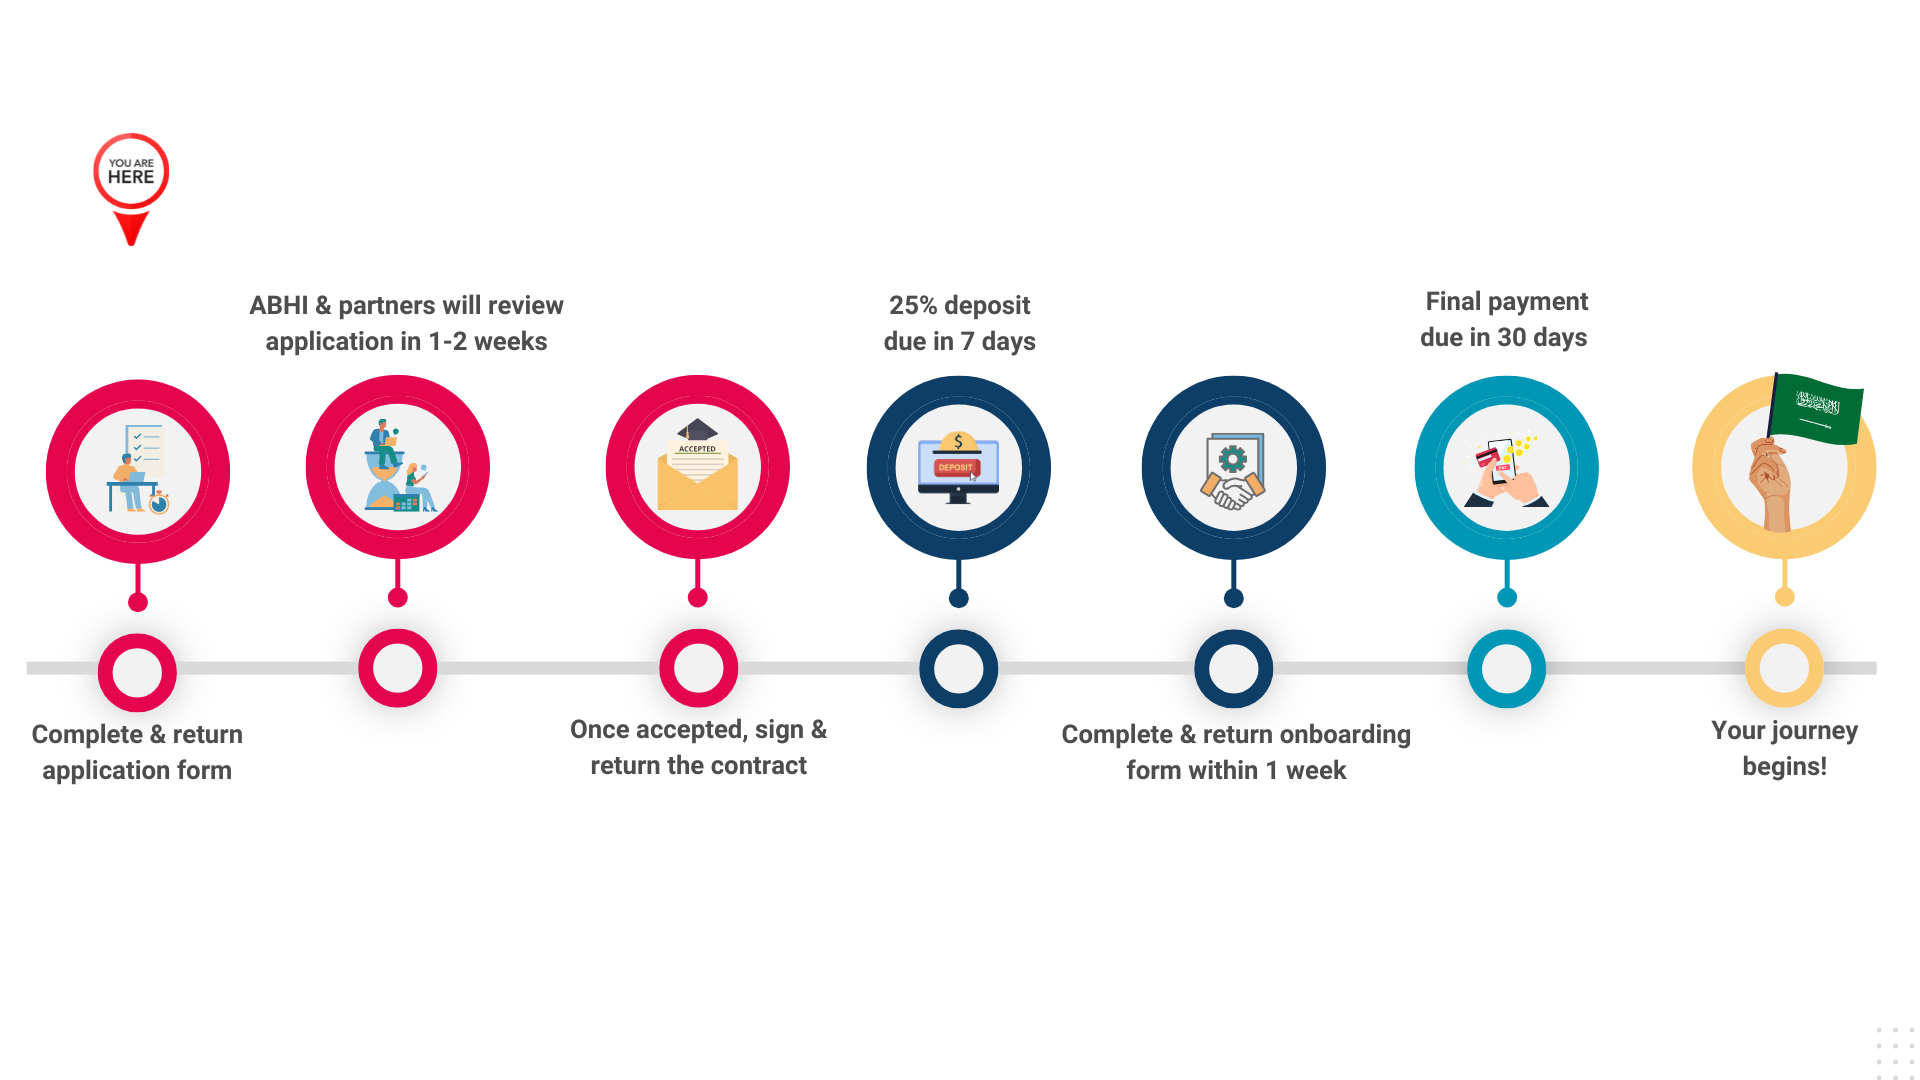 YOU ARE
HERE
ABHI & partners will review
application in 1-2 weeks
25% deposit
due in 7 days
Final payment
due in 30 days
ACCEPTED
$
DEPOSIT
PAY
Complete & return
application form
Once accepted, sign &
return the contract
Complete & return onboarding
form within 1 week
Your journey
begins!